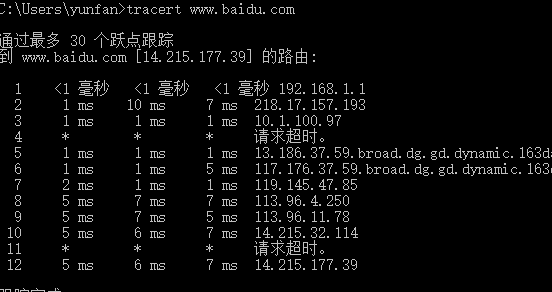 C:\Users\yunfan>tracert www.baidu.com
通过最多 30 个跃点跟踪
到 www.baidu.com [14.215.177.39] 的路由:
1 <1 毫秒 <1 毫秒 <1 毫秒 192.168.1.1
2 1 ms 10 ms 7 ms 218.17.157.193
3 1 ms 1 ms 1 ms 10.1.100.97
4 * * * 请求超时。
5 1 ms 1 ms 1 ms 13.186.37.59.broad.dg.gd.dynamic.163da
6 1 ms 1 ms 5 ms 117.176.37.59.broad.dg.gd.dynamic.163d
7 2 ms 1 ms 1 ms 119.145.47.85
8 5 ms 7 ms 7 ms 113.96.4.250
9 5 ms 5 ms 7 ms 113.96.11.78
10 5 ms 6 ms 7 ms 14.215.32.114
11 * * * 请求超时。
12 5 ms 6 ms 7 ms 14.215.177.39